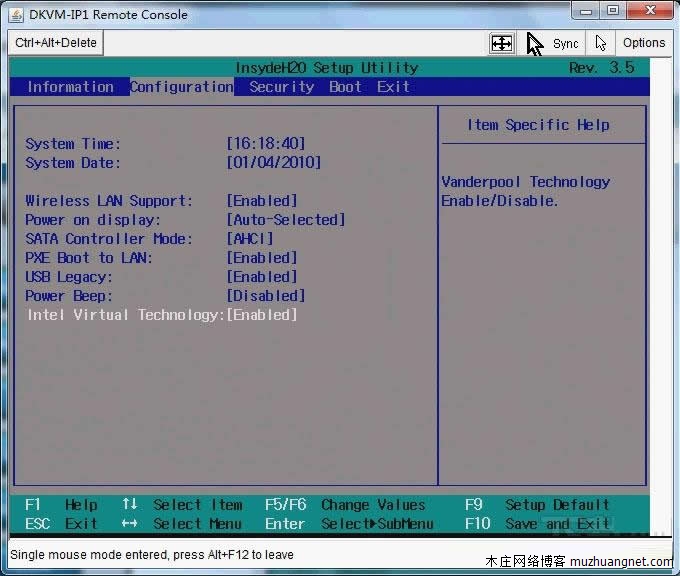 DKVM-IP1 Remote Console
Ctrl+Alt+Delete Sync Options
InsydeH2O Setup Utility Rev. 3.5
Information Configuration Security Boot Exit
Item Specific Help
System Time: [16:18:40]
System Date: [01/04/2010]
Vanderpool Technology
Enable/Disable.
Wireless LAN Support: [Enabled]
Power on display: [Auto-Selected]
SATA Controller Mode: [AHCI]
PXE Boot to LAN: [Enabled]
USB Legacy: [Enabled]
Power Beep: [Disabled]
Intel Virtual Technology:[Enabled]
F1 Help ↑↓ Select Item F5/F6 Change Values F9 Setup Default
ESC Exit ↔ Select Menu Enter Select▶SubMenu F10 Save and Exit
Single mouse mode entered, press Alt+F12 to leave
木庄网络博客 muzhuangnet.com